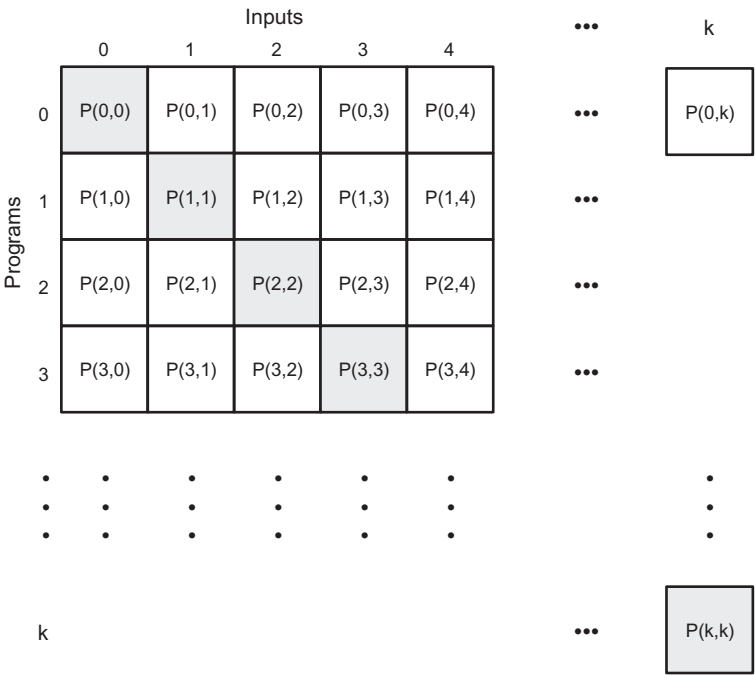 Inputs
••• k
0 1 2 3 4
Programs
0 P(0,0) P(0,1) P(0,2) P(0,3) P(0,4) ••• P(0,k)
1 P(1,0) P(1,1) P(1,2) P(1,3) P(1,4) •••
2 P(2,0) P(2,1) P(2,2) P(2,3) P(2,4) •••
3 P(3,0) P(3,1) P(3,2) P(3,3) P(3,4) •••
• • • • • • •
• • • • • • •
• • • • • • •
k ••• P(k,k)